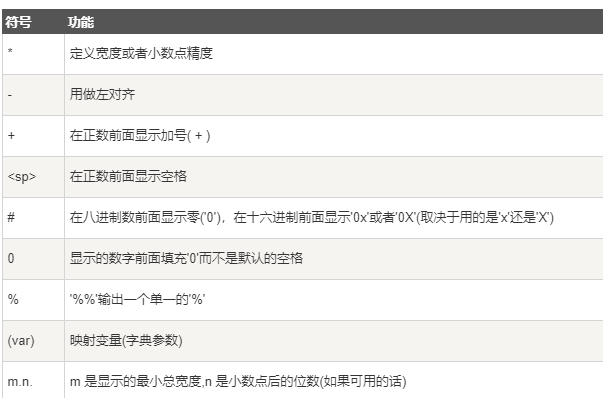 符号 功能
* 定义宽度或者小数点精度
- 用做左对齐
+ 在正数前面显示加号( + )
<sp> 在正数前面显示空格
# 在八进制数前面显示零('0')，在十六进制前面显示'0x'或者'0X'(取决于用的是'x'还是'X')
0 显示的数字前面填充'0'而不是默认的空格
% '%%'输出一个单一的'%'
(var) 映射变量(字典参数)
m.n. m 是显示的最小总宽度,n 是小数点后的位数(如果可用的话)